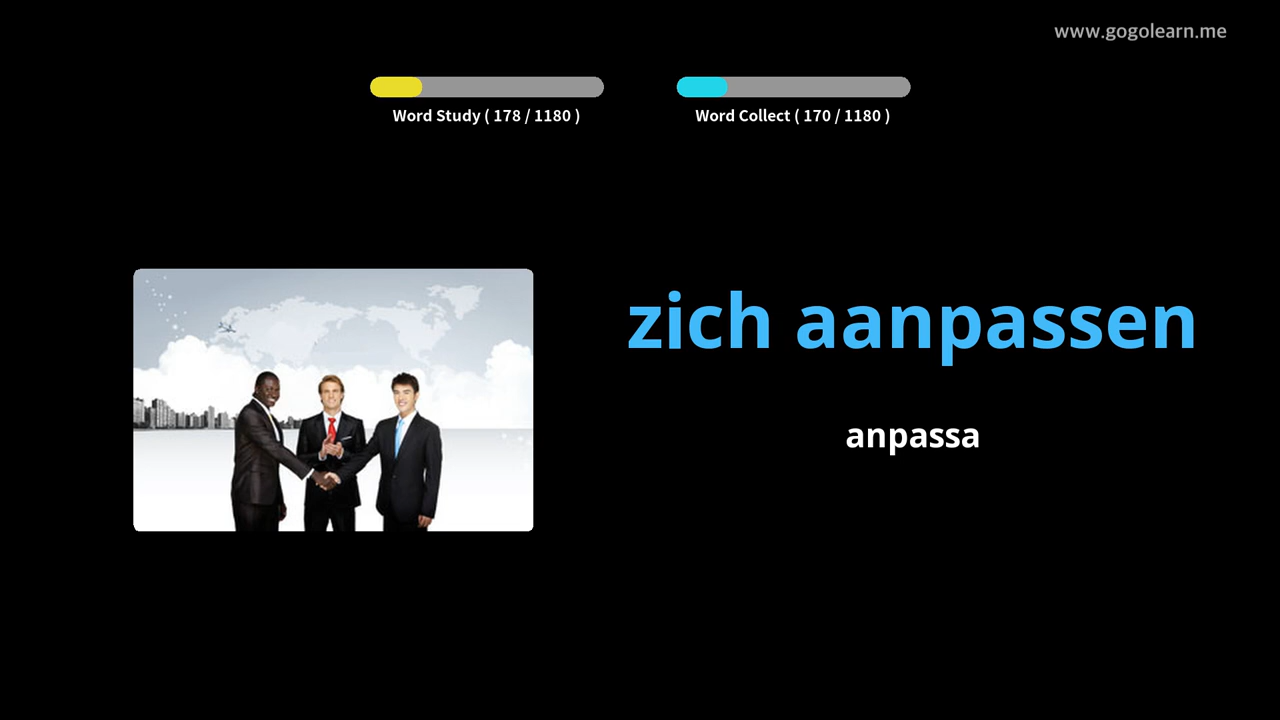 www.gogolearn.me
Word Study ( 178 / 1180 )
Word Collect ( 170 / 1180 )
zich aanpassen
anpassa